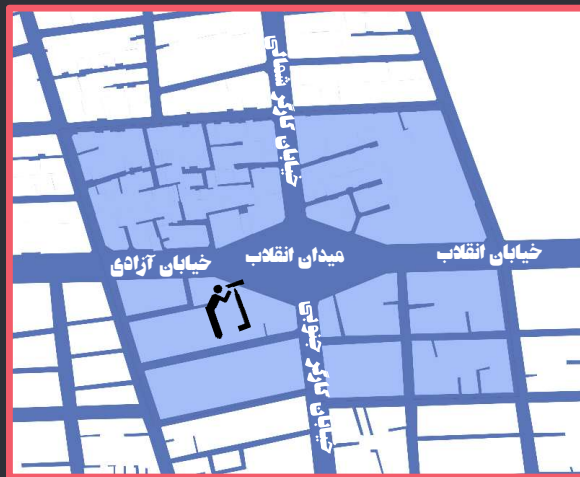 خیابان کارگر شمالی
خیابان انقلاب
میدان انقلاب
خیابان آزادی
خیابان کارگر جنوبی